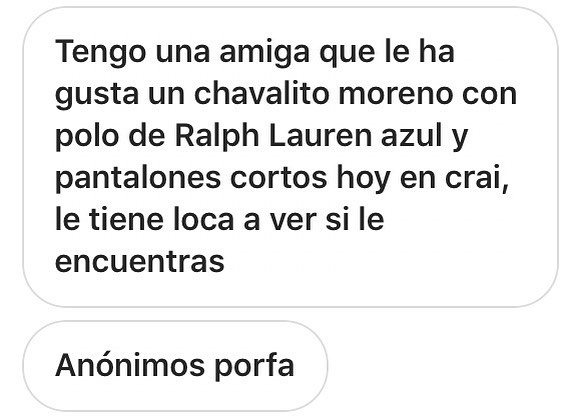 Tengo una amiga que le ha
gusta un chavalito moreno con
polo de Ralph Lauren azul y
pantalones cortos hoy en crai,
le tiene loca a ver si le
encuentras
Anónimos porfa